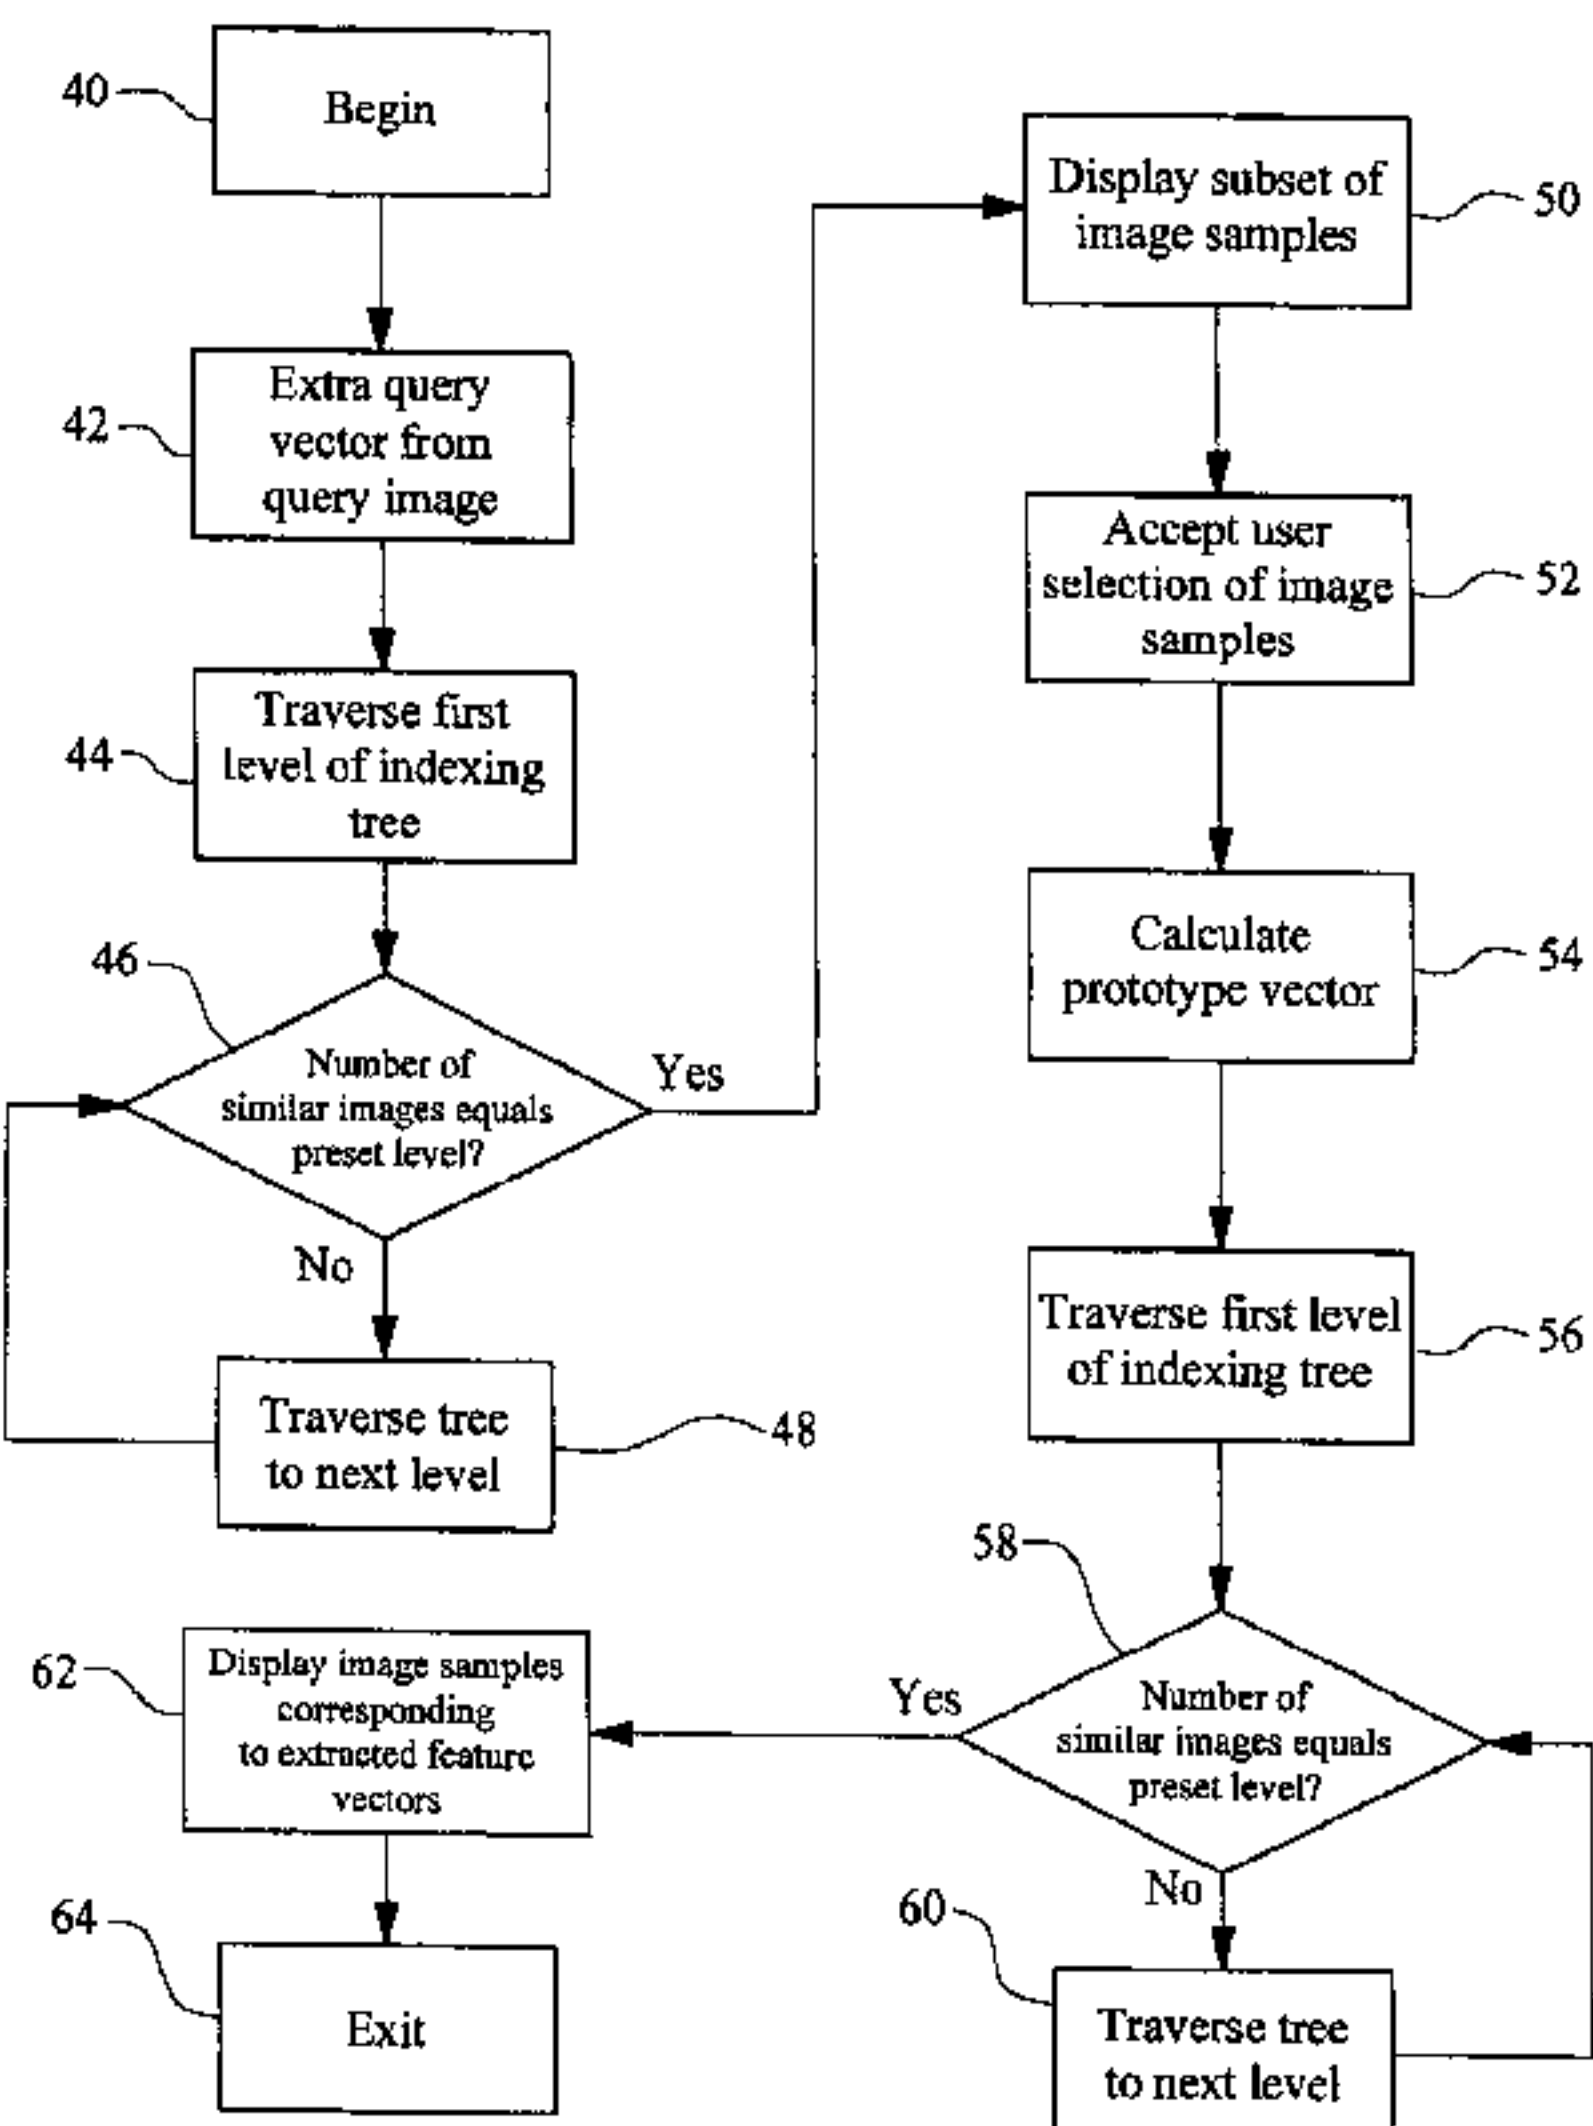 40
Begin
42
Extra query
vector from
query image
44
Traverse first
level of indexing
tree
46
Number of
similar images equals
preset level?
Yes
No
Traverse tree
to next level
48
Display subset of
image samples
50
Accept user
selection of image
samples
52
Calculate
prototype vector
54
Traverse first level
of indexing tree
56
58
Number of
similar images equals
preset level?
Yes
No
60
Traverse tree
to next level
62
Display image samples
corresponding
to extracted feature
vectors
64
Exit